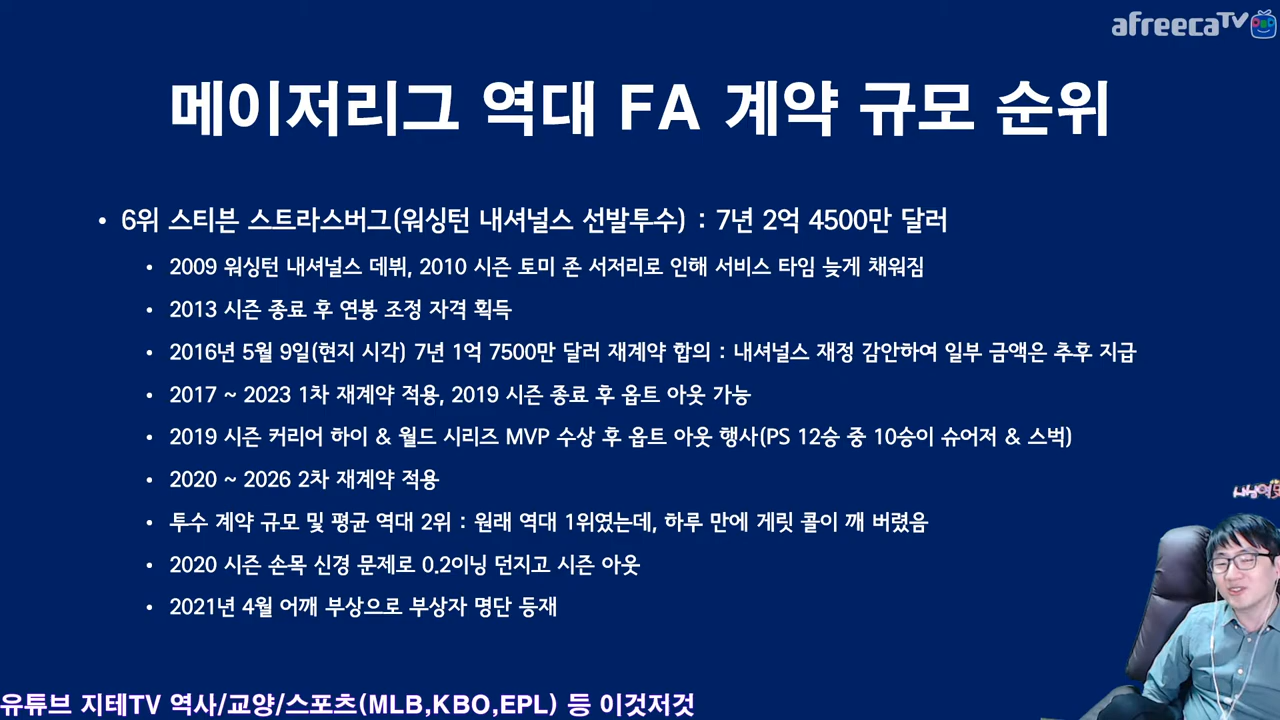 afreecaTV
메이저리그 역대 FA 계약 규모 순위
• 6위 스티븐 스트라스버그(워싱턴 내셔널스 선발투수) : 7년 2억 4500만 달러
• 2009 워싱턴 내셔널스 데뷔, 2010 시즌 토미 존 서저리로 인해 서비스 타임 늦게 채워짐
• 2013 시즌 종료 후 연봉 조정 자격 획득
• 2016년 5월 9일(현지 시각) 7년 1억 7500만 달러 재계약 합의 : 내셔널스 재정 감안하여 일부 금액은 추후 지급
• 2017 ~ 2023 1차 재계약 적용, 2019 시즌 종료 후 옵트 아웃 가능
• 2019 시즌 커리어 하이 & 월드 시리즈 MVP 수상 후 옵트 아웃 행사(PS 12승 중 10승이 슈어저 & 스벅)
• 2020 ~ 2026 2차 재계약 적용
• 투수 계약 규모 및 평균 역대 2위 : 원래 역대 1위였는데, 하루 만에 게릿 콜이 깨 버렸음
• 2020 시즌 손목 신경 문제로 0.2이닝 던지고 시즌 아웃
• 2021년 4월 어깨 부상으로 부상자 명단 등재
유튜브 지테TV 역사/교양/스포츠(MLB,KBO,EPL) 등 이것저것